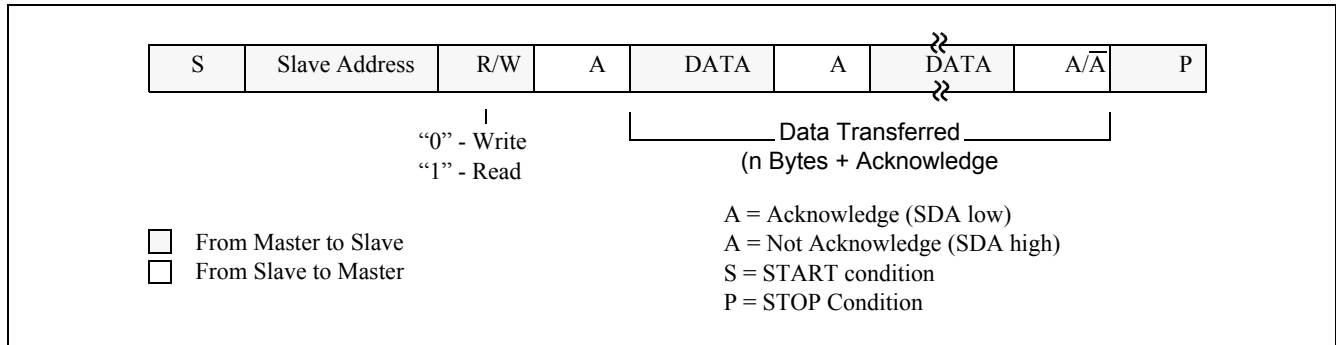 S Slave Address R/W A DATA A DATA A/A̅ P
“0” - Write
“1” - Read
Data Transferred
(n Bytes + Acknowledge
From Master to Slave
From Slave to Master
A = Acknowledge (SDA low)
A = Not Acknowledge (SDA high)
S = START condition
P = STOP Condition